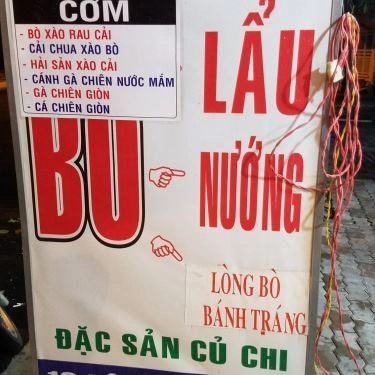 CƠM
- BÒ XÀO RAU CẢI
- CẢI CHUA XÀO BÒ
- HẢI SẢN XÀO CẢI
- CÁNH GÀ CHIÊN NƯỚC MẮM
- GÀ CHIÊN GIÒN
- CÁ CHIÊN GIÒN
LẨU
BO
NƯỚNG
LÒNG BÒ
BÁNH TRÁNG
ĐẶC SẢN CỦ CHI